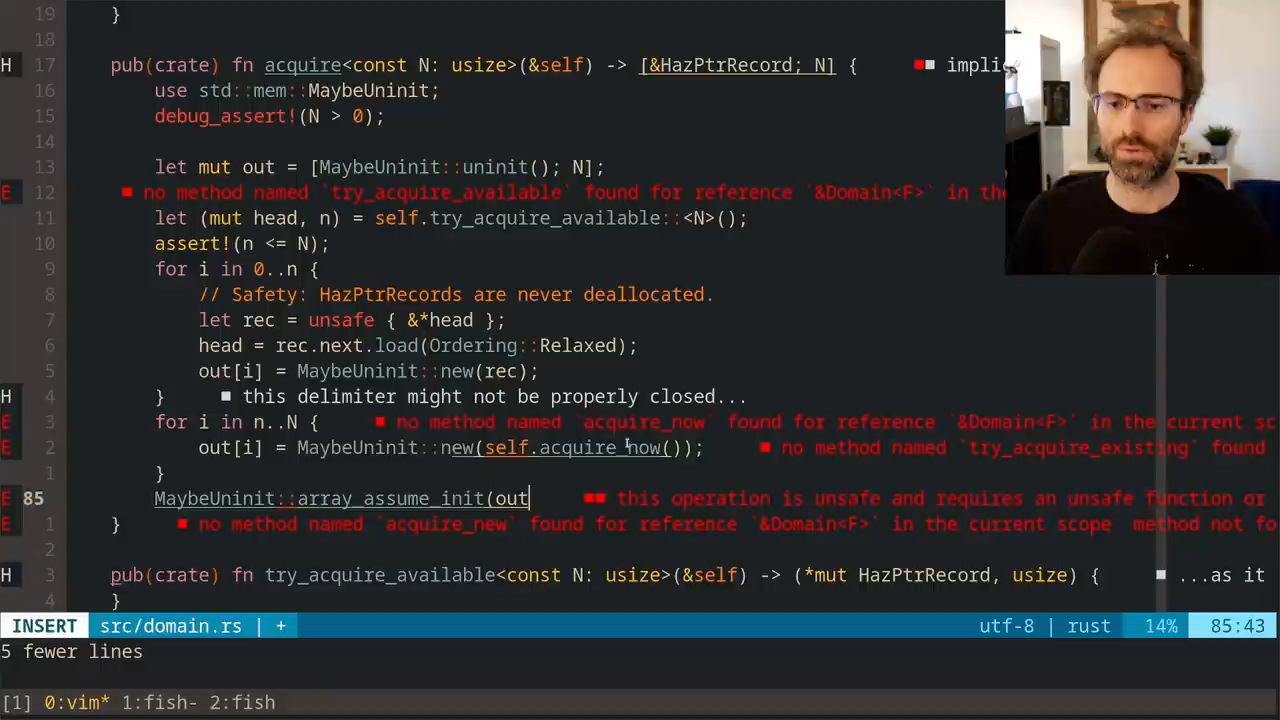 19 }
18
H 17 pub(crate) fn acquire<const N: usize>(&self) -> [&HazPtrRecord; N] { ■■ implic
16 use std::mem::MaybeUninit;
15 debug_assert!(N > 0);
14
13 let mut out = [MaybeUninit::uninit(); N];
E 12 ■ no method named `try_acquire_available` found for reference `&Domain<F>` in the
11 let (mut head, n) = self.try_acquire_available::<N>();
10 assert!(n <= N);
9 for i in 0..n {
8 // Safety: HazPtrRecords are never deallocated.
7 let rec = unsafe { &*head };
6 head = rec.next.load(Ordering::Relaxed);
5 out[i] = MaybeUninit::new(rec);
H 4 } ■ this delimiter might not be properly closed...
E 3 for i in n..N { ■ no method named `acquire_now` found for reference `&Domain<F>` in the current sc
E 2 out[i] = MaybeUninit::new(self.acquire_now()); ■ no method named `try_acquire_existing` found
1 }
E 85 MaybeUninit::array_assume_init(out ■■ this operation is unsafe and requires an unsafe function or
E 1 } ■ no method named `acquire_new` found for reference `&Domain<F>` in the current scope method not fo
2
H 3 pub(crate) fn try_acquire_available<const N: usize>(&self) -> (*mut HazPtrRecord, usize) { ■ ...as it
4 }
INSERT src/domain.rs | + utf-8 | rust 14% 85:43
5 fewer lines
[1] 0:vim* 1:fish- 2:fish